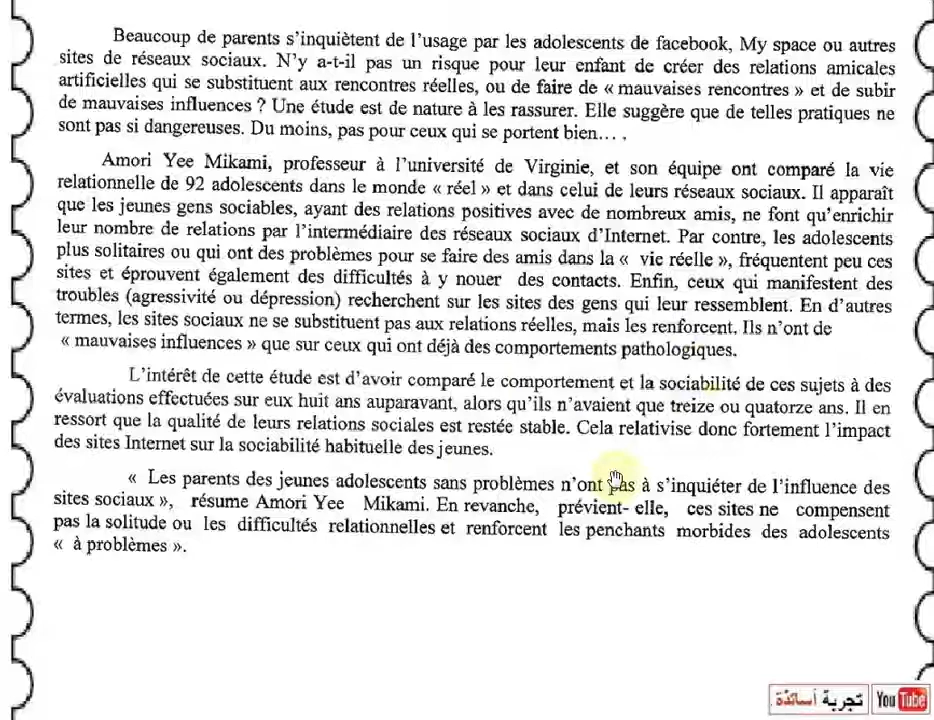 Beaucoup de parents s'inquiètent de l'usage par les adolescents de facebook, My space ou autres
sites de réseaux sociaux. N'y a-t-il pas un risque pour leur enfant de créer des relations amicales
artificielles qui se substituent aux rencontres réelles, ou de faire de « mauvaises rencontres » et de subir
de mauvaises influences ? Une étude est de nature à les rassurer. Elle suggère que de telles pratiques ne
sont pas si dangereuses. Du moins, pas pour ceux qui se portent bien... .
Amori Yee Mikami, professeur à l'université de Virginie, et son équipe ont comparé la vie
relationnelle de 92 adolescents dans le monde « réel » et dans celui de leurs réseaux sociaux. Il apparaît
que les jeunes gens sociables, ayant des relations positives avec de nombreux amis, ne font qu'enrichir
leur nombre de relations par l'intermédiaire des réseaux sociaux d'Internet. Par contre, les adolescents
plus solitaires ou qui ont des problèmes pour se faire des amis dans la « vie réelle », fréquentent peu ces
sites et éprouvent également des difficultés à y nouer des contacts. Enfin, ceux qui manifestent des
troubles (agressivité ou dépression) recherchent sur les sites des gens qui leur ressemblent. En d'autres
termes, les sites sociaux ne se substituent pas aux relations réelles, mais les renforcent. Ils n'ont de
« mauvaises influences » que sur ceux qui ont déjà des comportements pathologiques.
L'intérêt de cette étude est d'avoir comparé le comportement et la sociabilité de ces sujets à des
évaluations effectuées sur eux huit ans auparavant, alors qu'ils n'avaient que treize ou quatorze ans. Il en
ressort que la qualité de leurs relations sociales est restée stable. Cela relativise donc fortement l'impact
des sites Internet sur la sociabilité habituelle des jeunes.
« Les parents des jeunes adolescents sans problèmes n'ont pas à s'inquiéter de l'influence des
sites sociaux », résume Amori Yee Mikami. En revanche, prévient- elle, ces sites ne compensent
pas la solitude ou les difficultés relationnelles et renforcent les penchants morbides des adolescents
« à problèmes ».
تجربة أساتذة YouTube